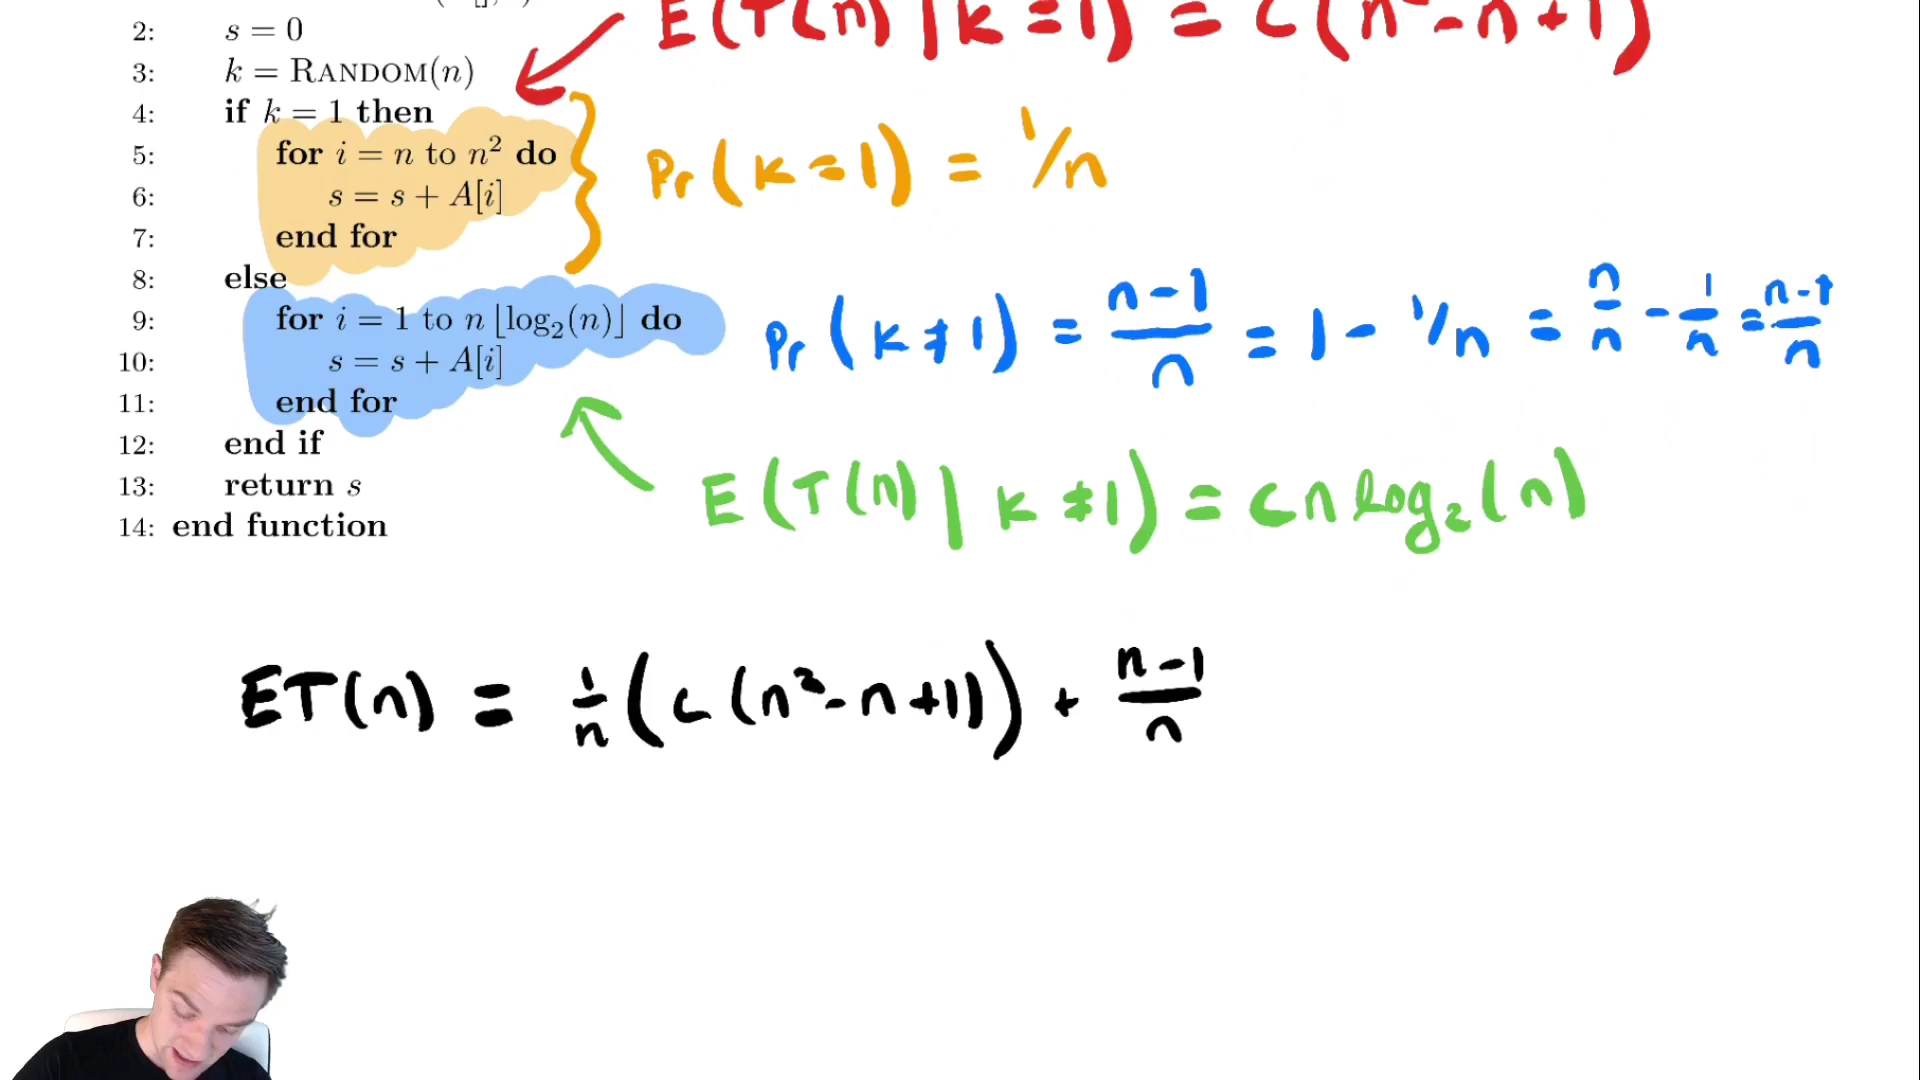 2: s = 0
E(T(n) | k = 1) = c(n² - n + 1)
3: k = RANDOM(n)
4: if k = 1 then
5: for i = n to n² do
Pr(k = 1) = 1/n
6: s = s + A[i]
7: end for
8: else
9: for i = 1 to n ⌊log₂(n)⌋ do
Pr(k ≠ 1) = n-1/n = 1 - 1/n = n/n - 1/n = n-1/n
10: s = s + A[i]
11: end for
12: end if
13: return s
E(T(n) | k ≠ 1) = cn log₂(n)
14: end function
ET(n) = 1/n (c(n² - n + 1)) + n-1/n